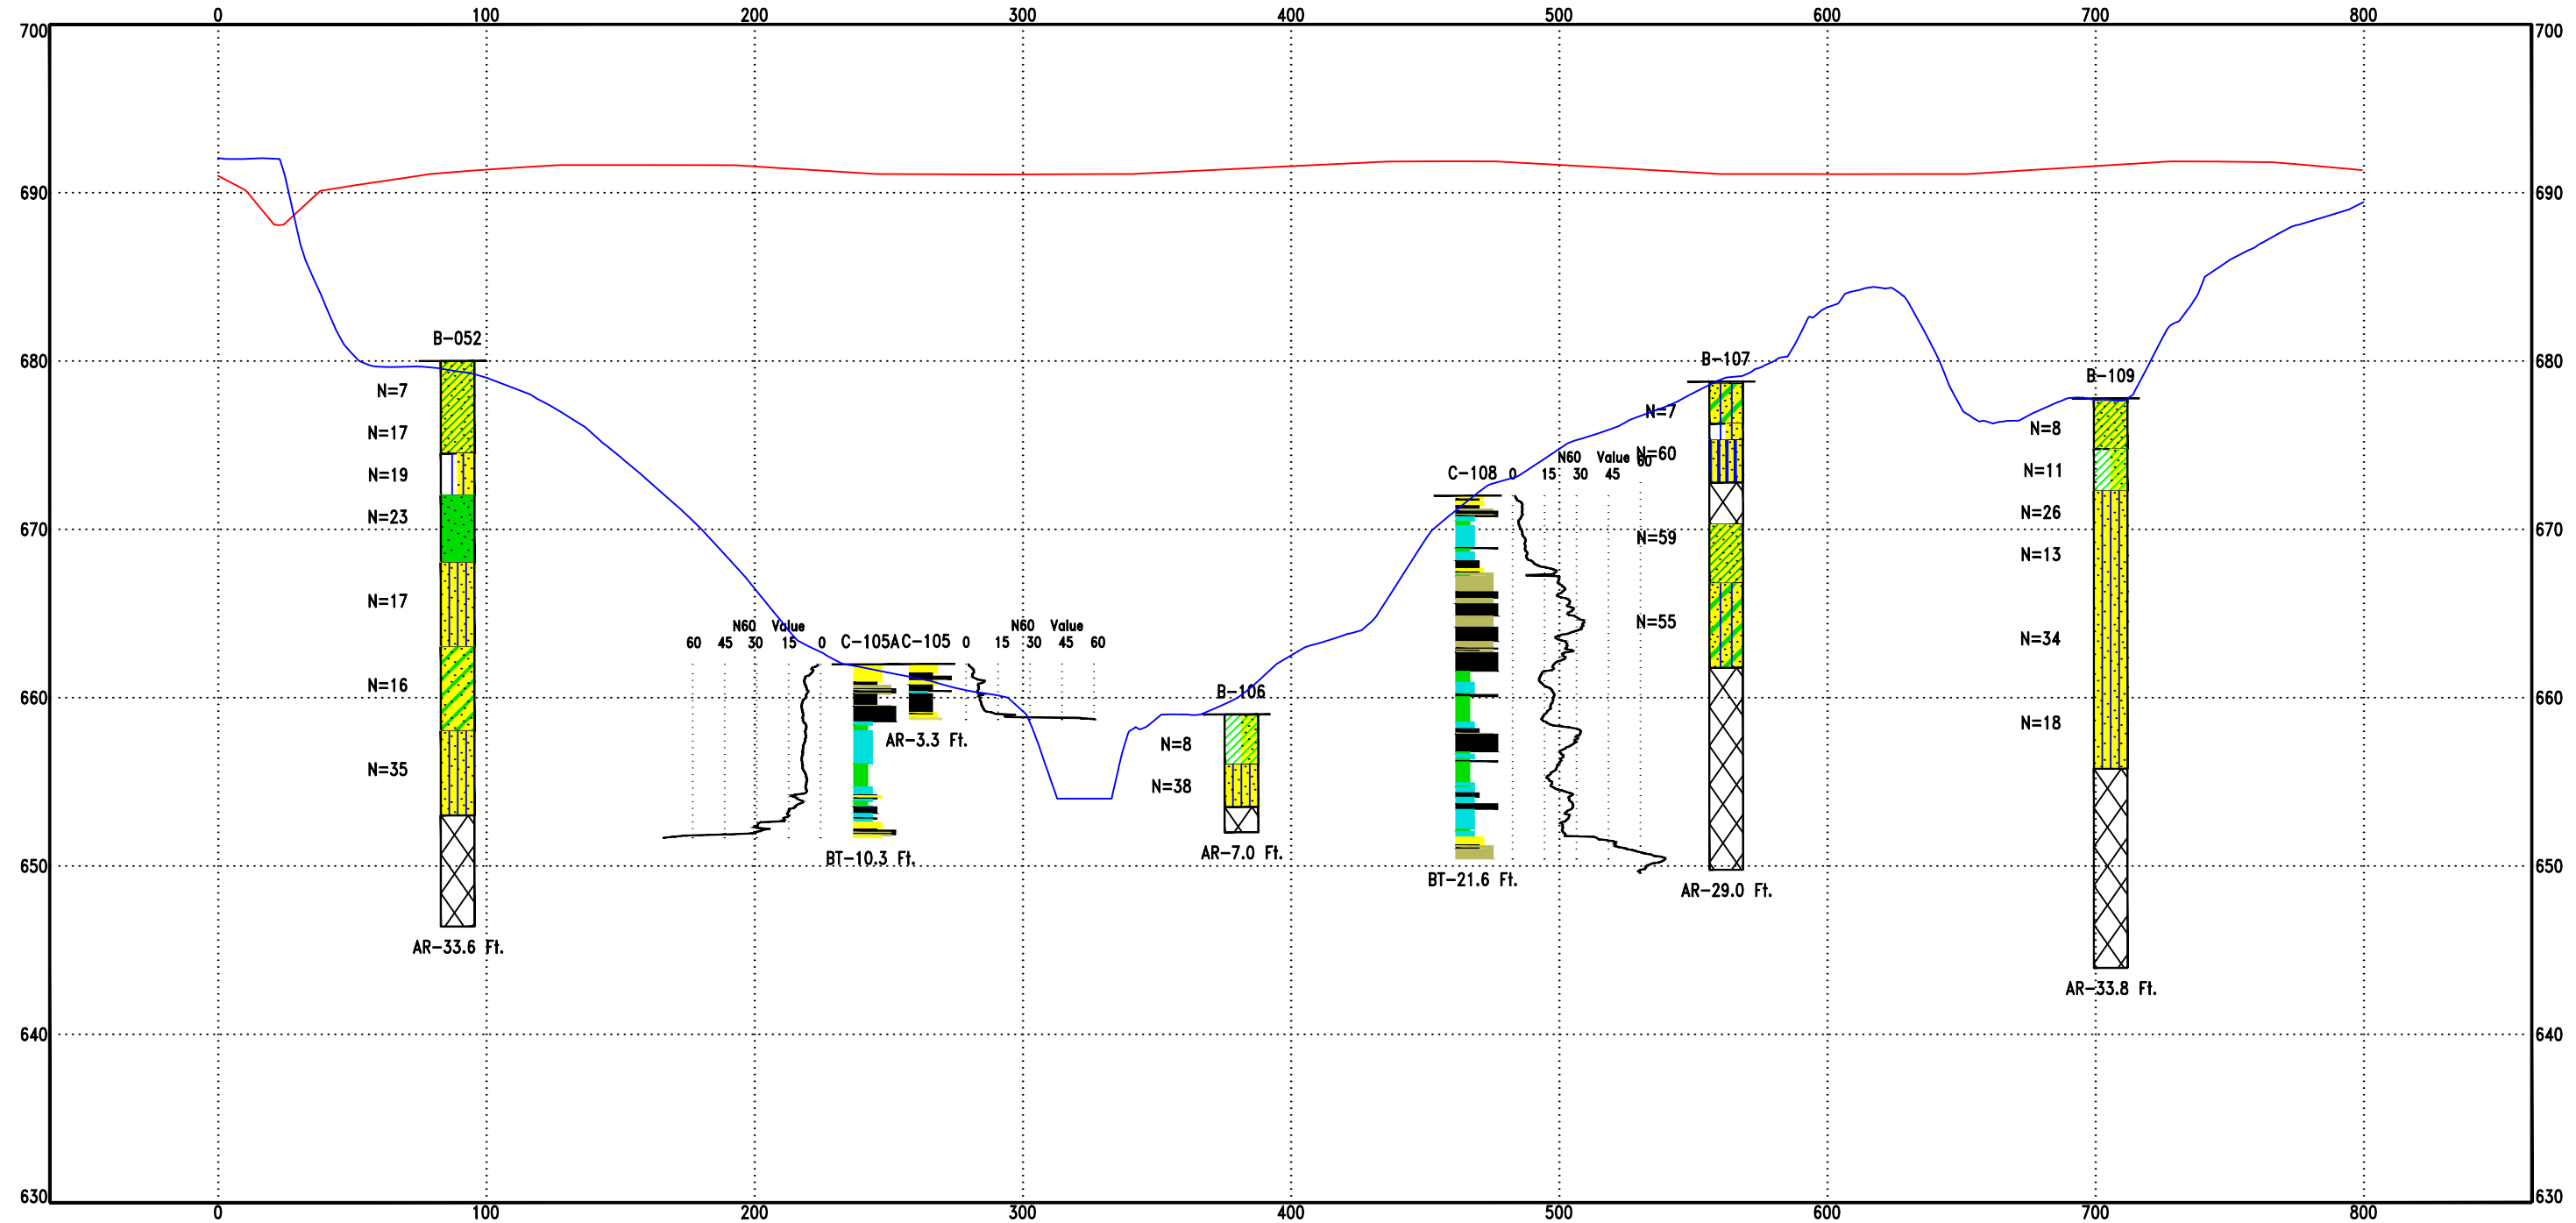 0 100 200 300 400 500 600 700 800
700 700
690 690
680 680
670 670
660 660
650 650
640 640
630 630
0 100 200 300 400 500 600 700 800
B-052
N=7
N=17
N=19
N=23
N=17
N=16
N=35
AR-33.6 Ft.
N60 Value
60 45 30 15 0
C-105A
BT-10.3 Ft.
C-105
N60 Value
0 15 30 45 60
AR-3.3 Ft.
B-106
N=8
N=38
AR-7.0 Ft.
C-108
N60 Value
0 15 30 45 60
BT-21.6 Ft.
B-107
N=7
N=60
N=59
N=55
AR-29.0 Ft.
B-109
N=8
N=11
N=26
N=13
N=34
N=18
AR-33.8 Ft.